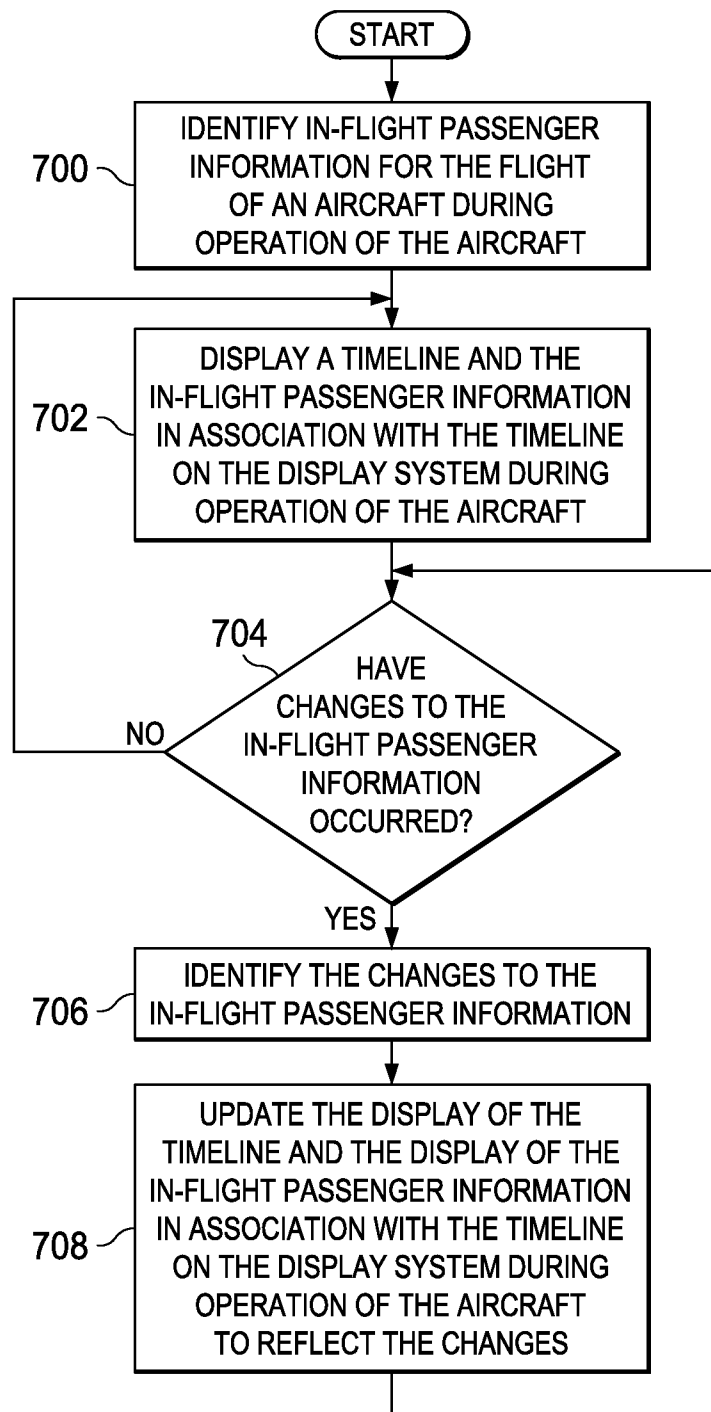 START
700
IDENTIFY IN-FLIGHT PASSENGER
INFORMATION FOR THE FLIGHT
OF AN AIRCRAFT DURING
OPERATION OF THE AIRCRAFT
702
DISPLAY A TIMELINE AND THE
IN-FLIGHT PASSENGER INFORMATION
IN ASSOCIATION WITH THE TIMELINE
ON THE DISPLAY SYSTEM DURING
OPERATION OF THE AIRCRAFT
704
HAVE
CHANGES TO THE
IN-FLIGHT PASSENGER
INFORMATION
OCCURRED?
NO
YES
706
IDENTIFY THE CHANGES TO THE
IN-FLIGHT PASSENGER INFORMATION
708
UPDATE THE DISPLAY OF THE
TIMELINE AND THE DISPLAY OF THE
IN-FLIGHT PASSENGER INFORMATION
IN ASSOCIATION WITH THE TIMELINE
ON THE DISPLAY SYSTEM DURING
OPERATION OF THE AIRCRAFT
TO REFLECT THE CHANGES